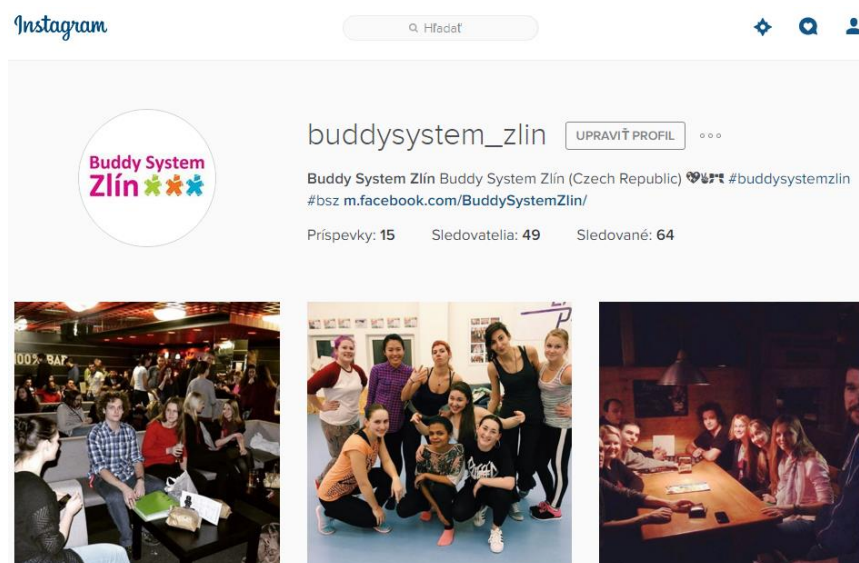 Instagram
Hľadať
Buddy System
Zlín
buddysystem_zlin UPRAVIŤ PROFIL
Buddy System Zlín Buddy System Zlín (Czech Republic) #buddysystemzlin
#bsz m.facebook.com/BuddySystemZlin/
Príspevky: 15 Sledovatelia: 49 Sledované: 64
100% BAR